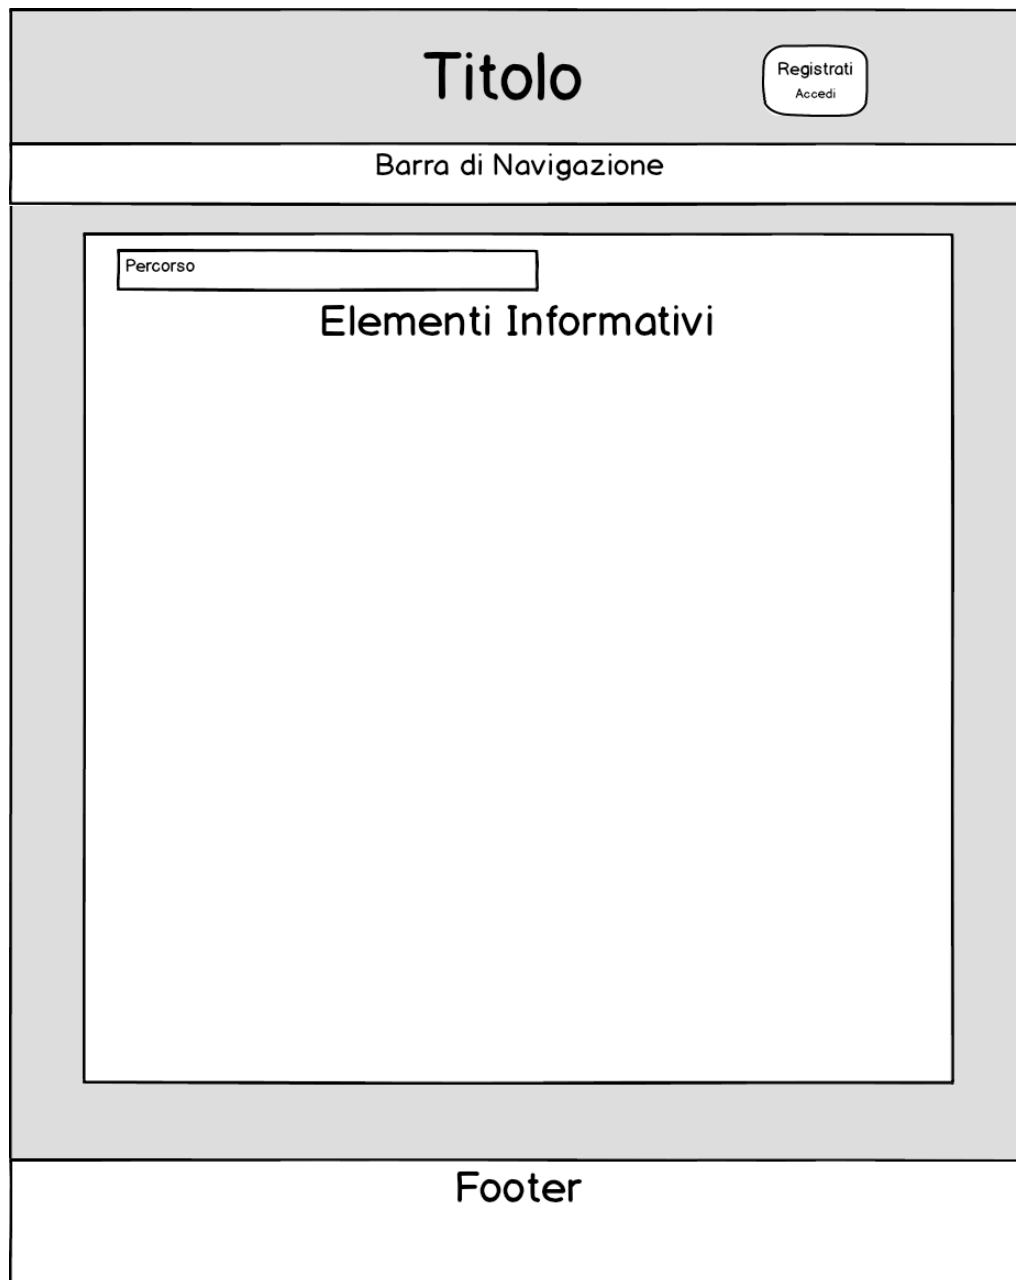 Titolo
Registrati
Accedi
Barra di Navigazione
Percorso
Elementi Informativi
Footer